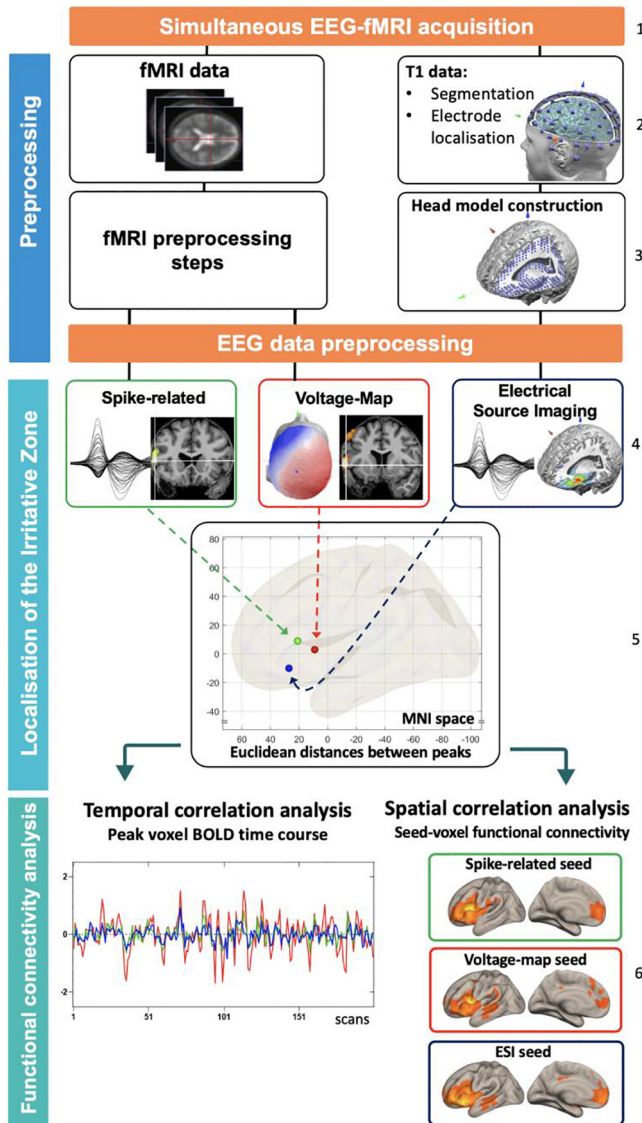 Simultaneous EEG-fMRI acquisition
1
Preprocessing
fMRI data
T1 data:
• Segmentation
• Electrode
localisation
2
fMRI preprocessing
steps
Head model construction
3
EEG data preprocessing
Localisation of the Irritative Zone
Spike-related
Voltage-Map
Electrical
Source Imaging
4
80
60
40
20
0
-20
-40
60
40
20
0
-20
-40
-60
-80
-100
MNI space
Euclidean distances between peaks
5
Functional connectivity analysis
Temporal correlation analysis
Peak voxel BOLD time course
2
0
-2
1
51
101
151
scans
Spatial correlation analysis
Seed-voxel functional connectivity
Spike-related seed
Voltage-map seed
ESI seed
6